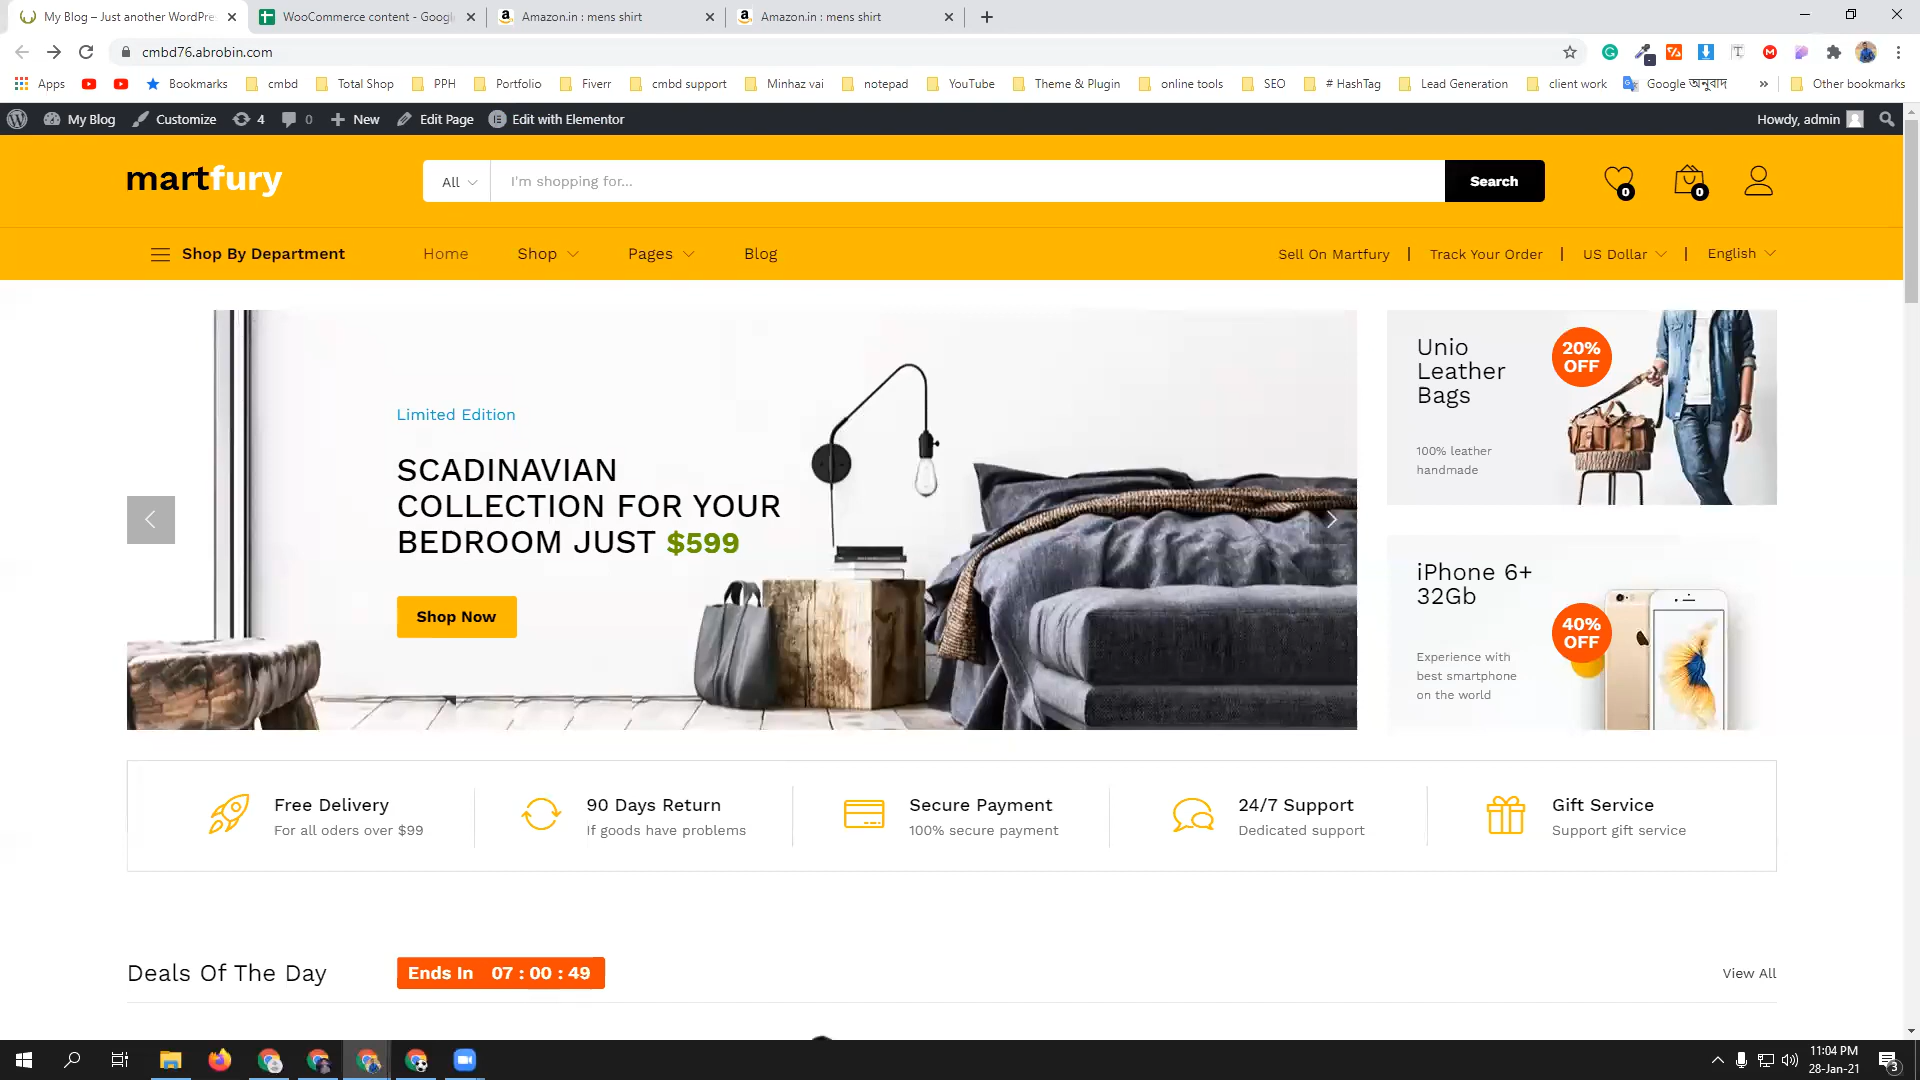 My Blog – Just another WordPre
WooCommerce content - Googl
Amazon.in : mens shirt
Amazon.in : mens shirt
cmbd76.abrobin.com
Apps
Bookmarks
cmbd
Total Shop
PPH
Portfolio
Fiverr
cmbd support
Minhaz vai
notepad
YouTube
Theme & Plugin
online tools
SEO
# HashTag
Lead Generation
client work
Google অনুবাদ
»
Other bookmarks
My Blog
Customize
4
0
New
Edit Page
Edit with Elementor
Howdy, admin
martfury
All
I'm shopping for...
Search
0
0
Shop By Department
Home
Shop
Pages
Blog
Sell On Martfury
Track Your Order
US Dollar
English
Limited Edition
SCADINAVIAN
COLLECTION FOR YOUR
BEDROOM JUST $599
Shop Now
Unio
Leather
Bags
20%
OFF
100% leather
handmade
iPhone 6+
32Gb
40%
OFF
Experience with
best smartphone
on the world
Free Delivery
For all oders over $99
90 Days Return
If goods have problems
Secure Payment
100% secure payment
24/7 Support
Dedicated support
Gift Service
Support gift service
Deals Of The Day
Ends In 07 : 00 : 49
View All
11:04 PM
28-Jan-21
3